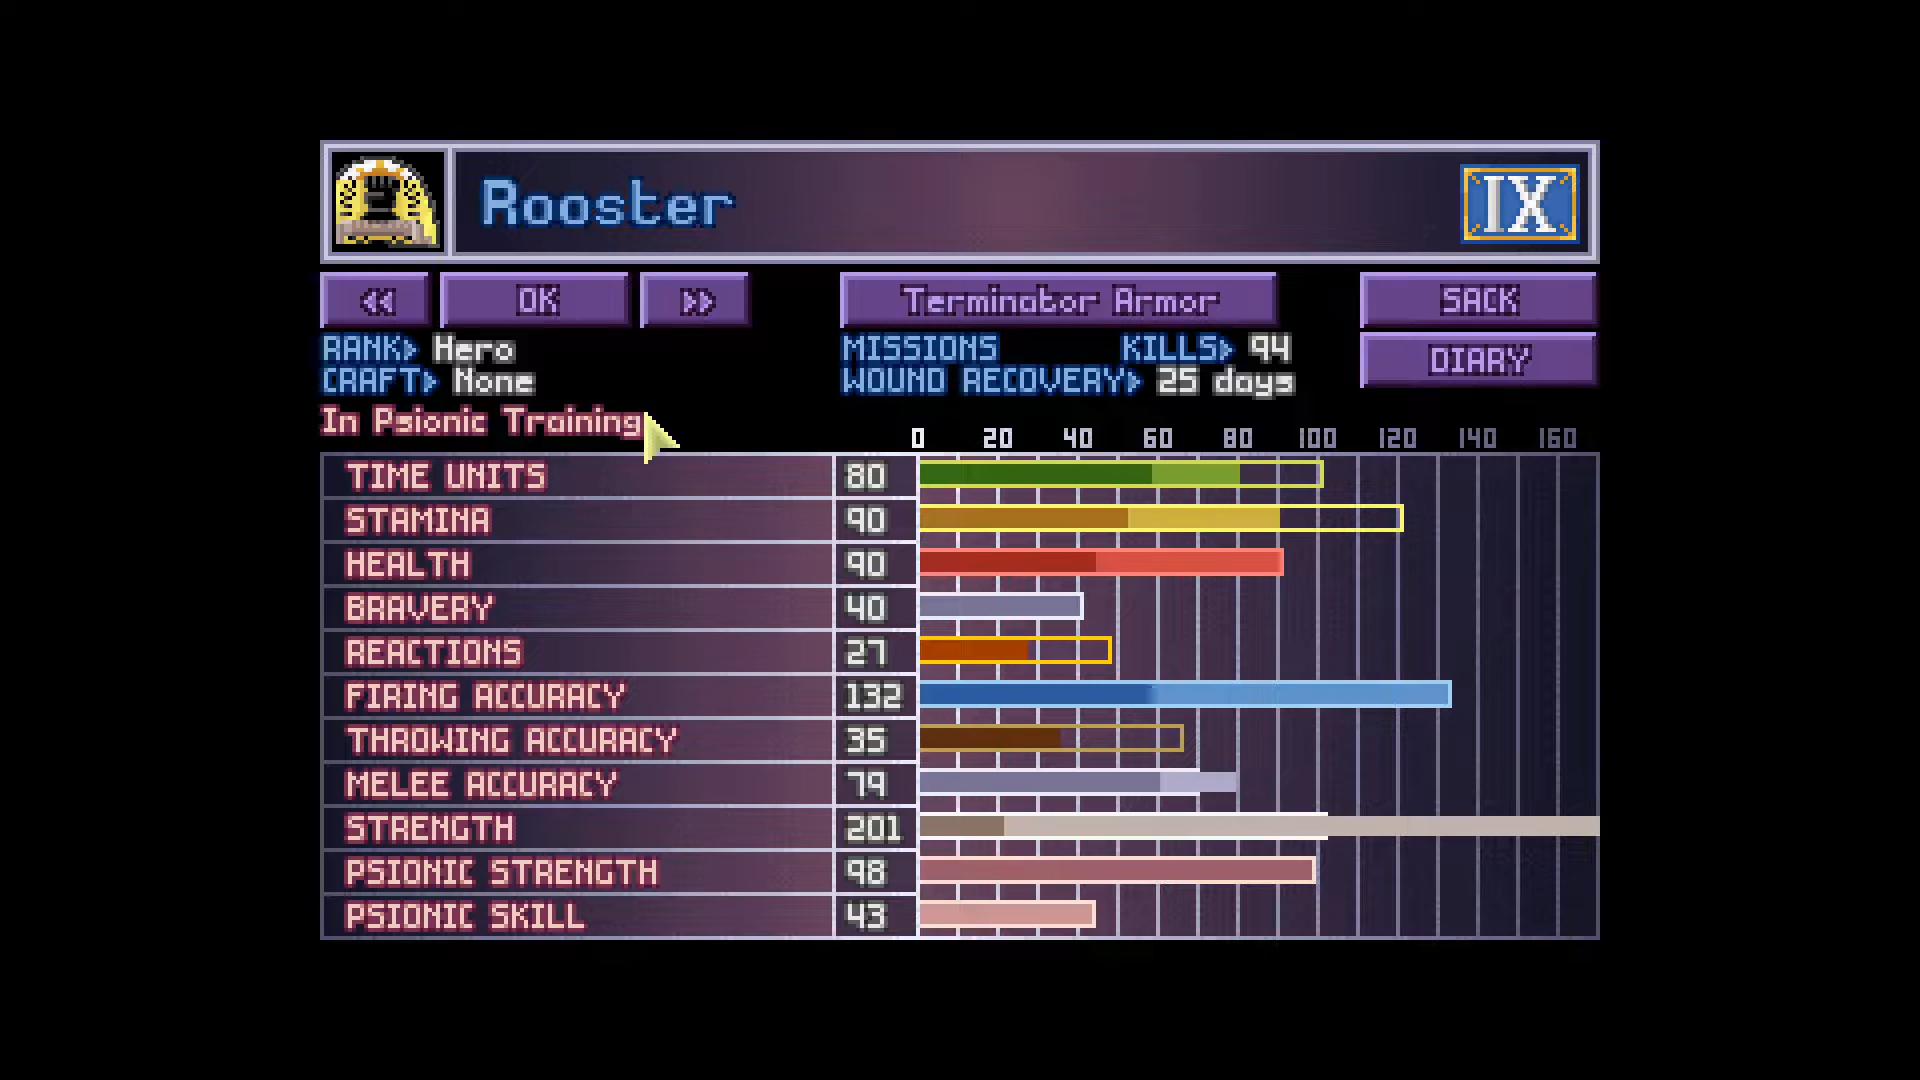 Rooster IX
OK Terminator Armor SACK
RANK Hero MISSIONS KILLS 94 DIARY
CRAFT None WOUND RECOVERY 25 days
In Psionic Training
0 20 40 60 80 100 120 140 160
TIME UNITS 80
STAMINA 90
HEALTH 90
BRAVERY 40
REACTIONS 27
FIRING ACCURACY 132
THROWING ACCURACY 35
MELEE ACCURACY 79
STRENGTH 201
PSIONIC STRENGTH 98
PSIONIC SKILL 43